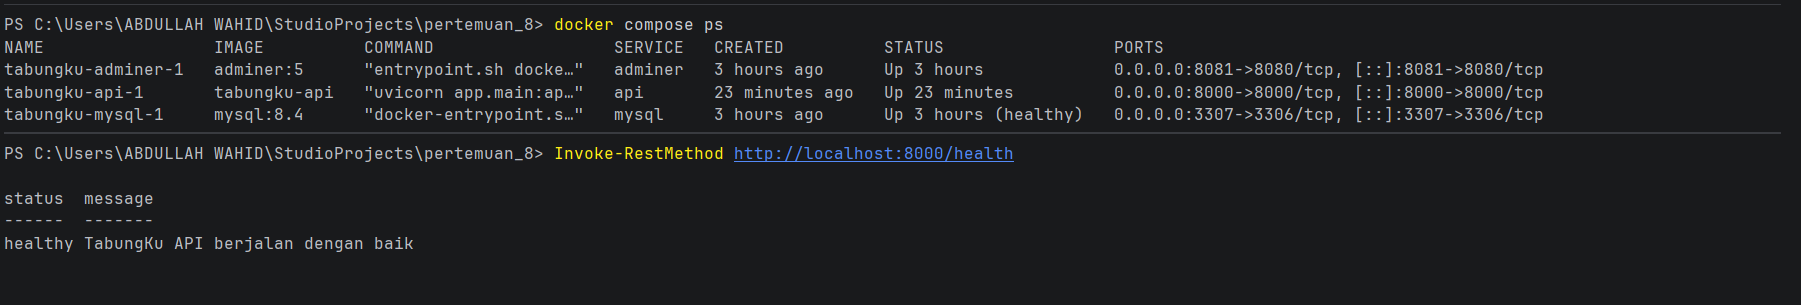 PS C:\Users\ABDULLAH WAHID\StudioProjects\pertemuan_8> docker compose ps
NAME IMAGE COMMAND SERVICE CREATED STATUS PORTS
tabungku-adminer-1 adminer:5 "entrypoint.sh docke…" adminer 3 hours ago Up 3 hours 0.0.0.0:8081->8080/tcp, [::]:8081->8080/tcp
tabungku-api-1 tabungku-api "uvicorn app.main:ap…" api 23 minutes ago Up 23 minutes 0.0.0.0:8000->8000/tcp, [::]:8000->8000/tcp
tabungku-mysql-1 mysql:8.4 "docker-entrypoint.s…" mysql 3 hours ago Up 3 hours (healthy) 0.0.0.0:3307->3306/tcp, [::]:3307->3306/tcp
PS C:\Users\ABDULLAH WAHID\StudioProjects\pertemuan_8> Invoke-RestMethod http://localhost:8000/health
status message
------ -------
healthy TabungKu API berjalan dengan baik